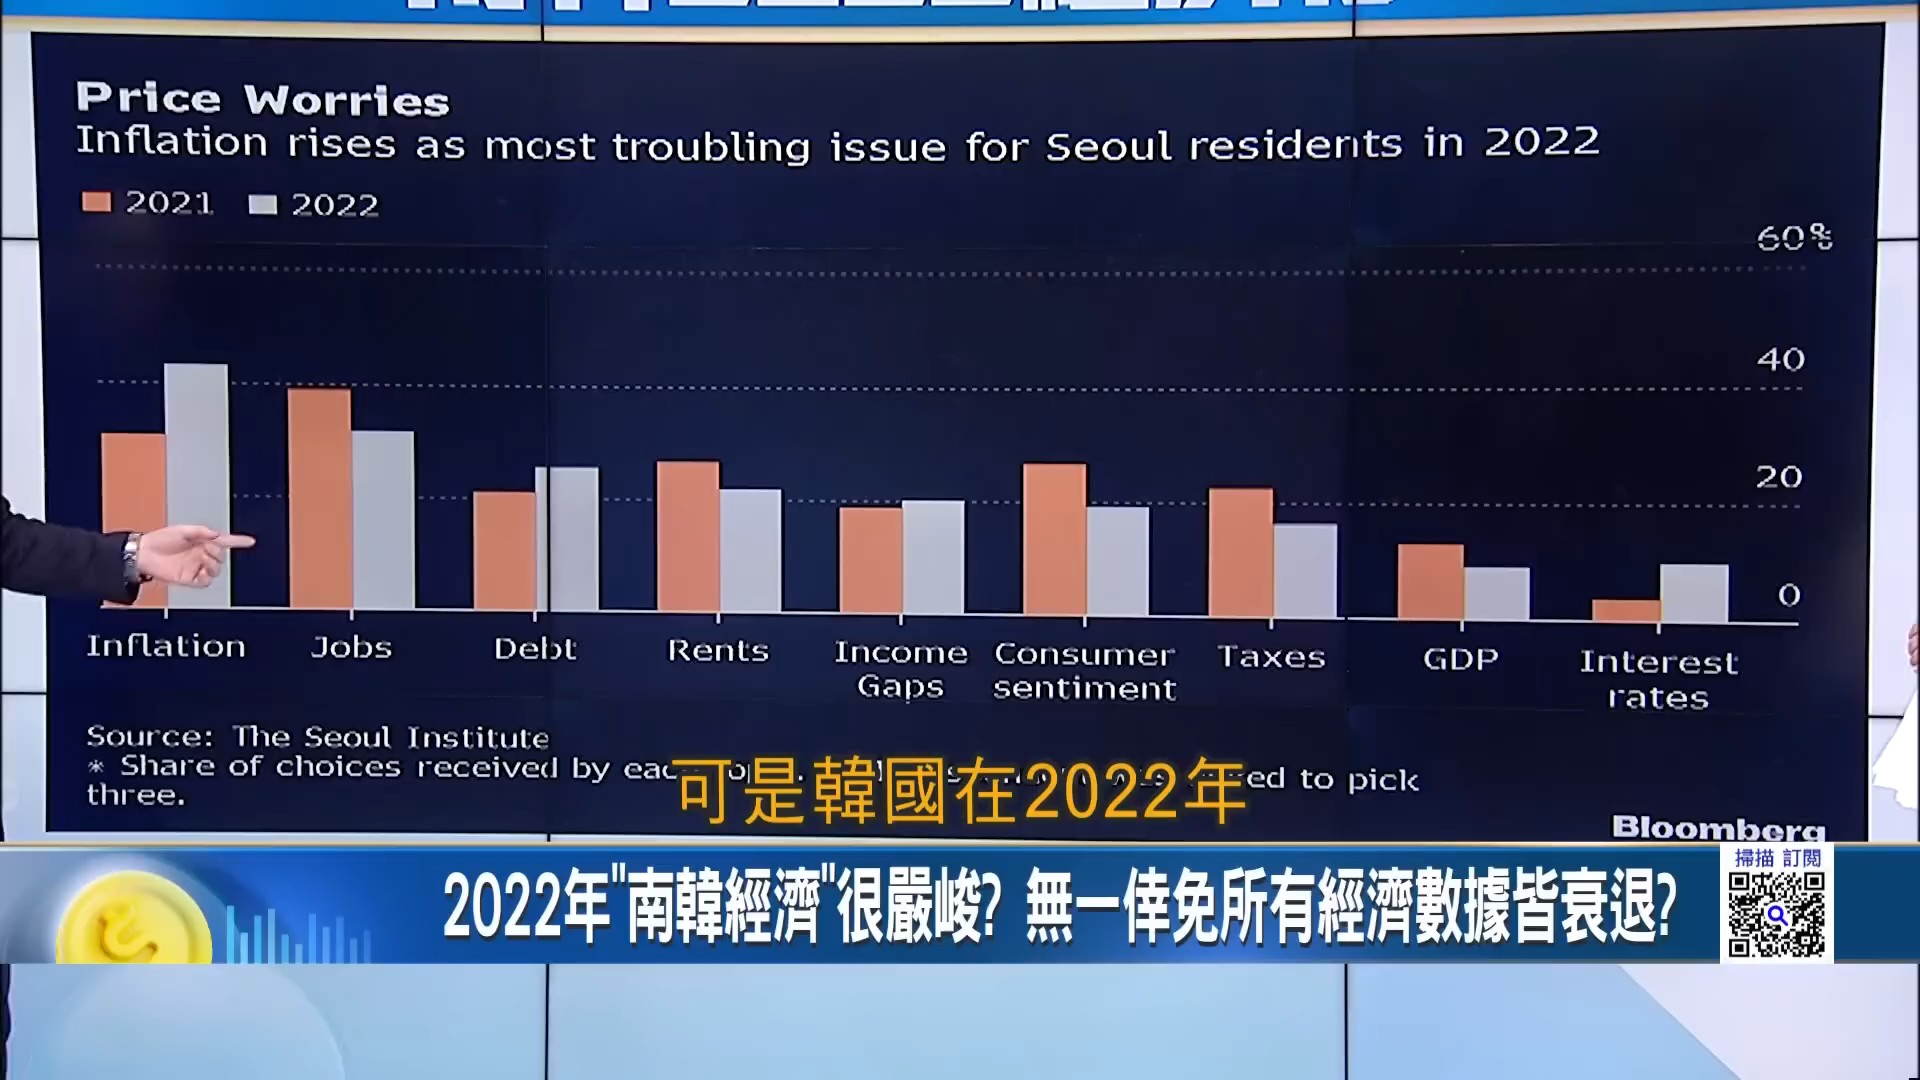 Price Worries
Inflation rises as most troubling issue for Seoul residents in 2022
2021 2022
60%
40
20
0
Inflation Jobs Debt Rents Income Gaps Consumer sentiment Taxes GDP Interest rates
Source: The Seoul Institute
* Share of choices received by to pick
three.
可是韓國在2022年
Bloomberg
掃描 訂閱
2022年"南韓經濟"很嚴峻? 無一倖免所有經濟數據皆衰退?